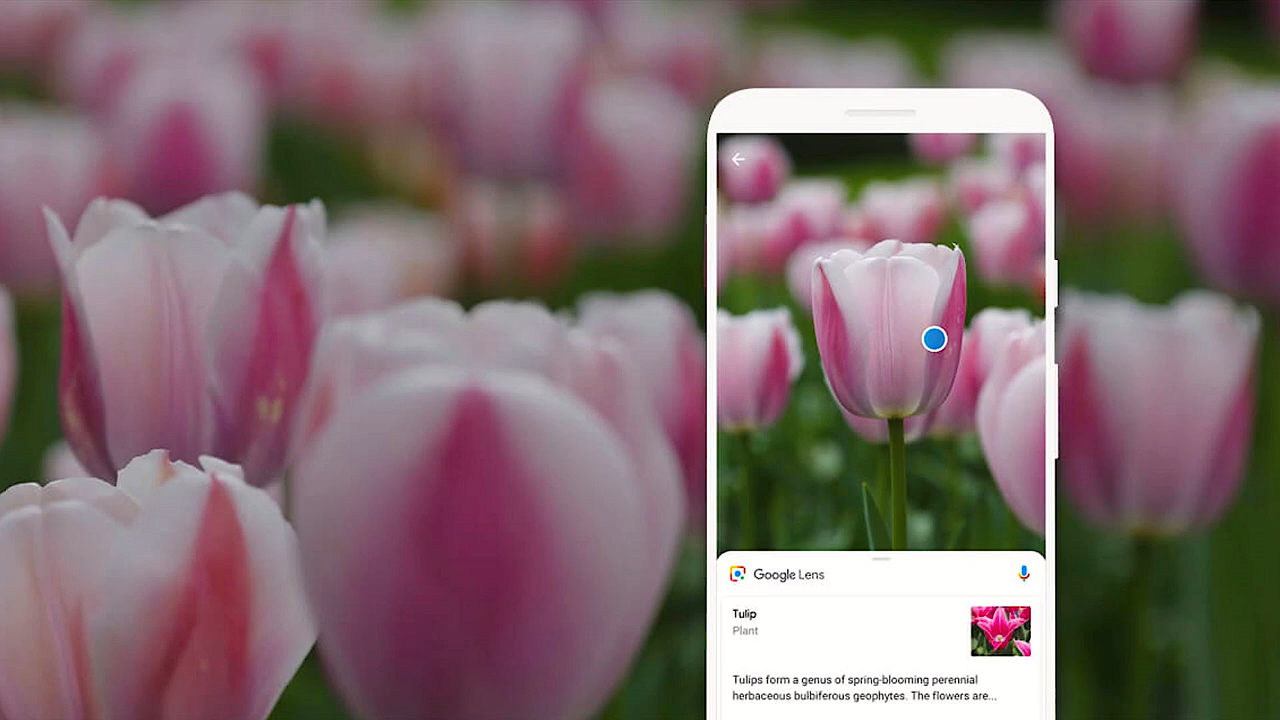 Google Lens
Tulip
Plant
Tulips form a genus of spring-blooming perennial
herbaceous bulbiferous geophytes. The flowers are...